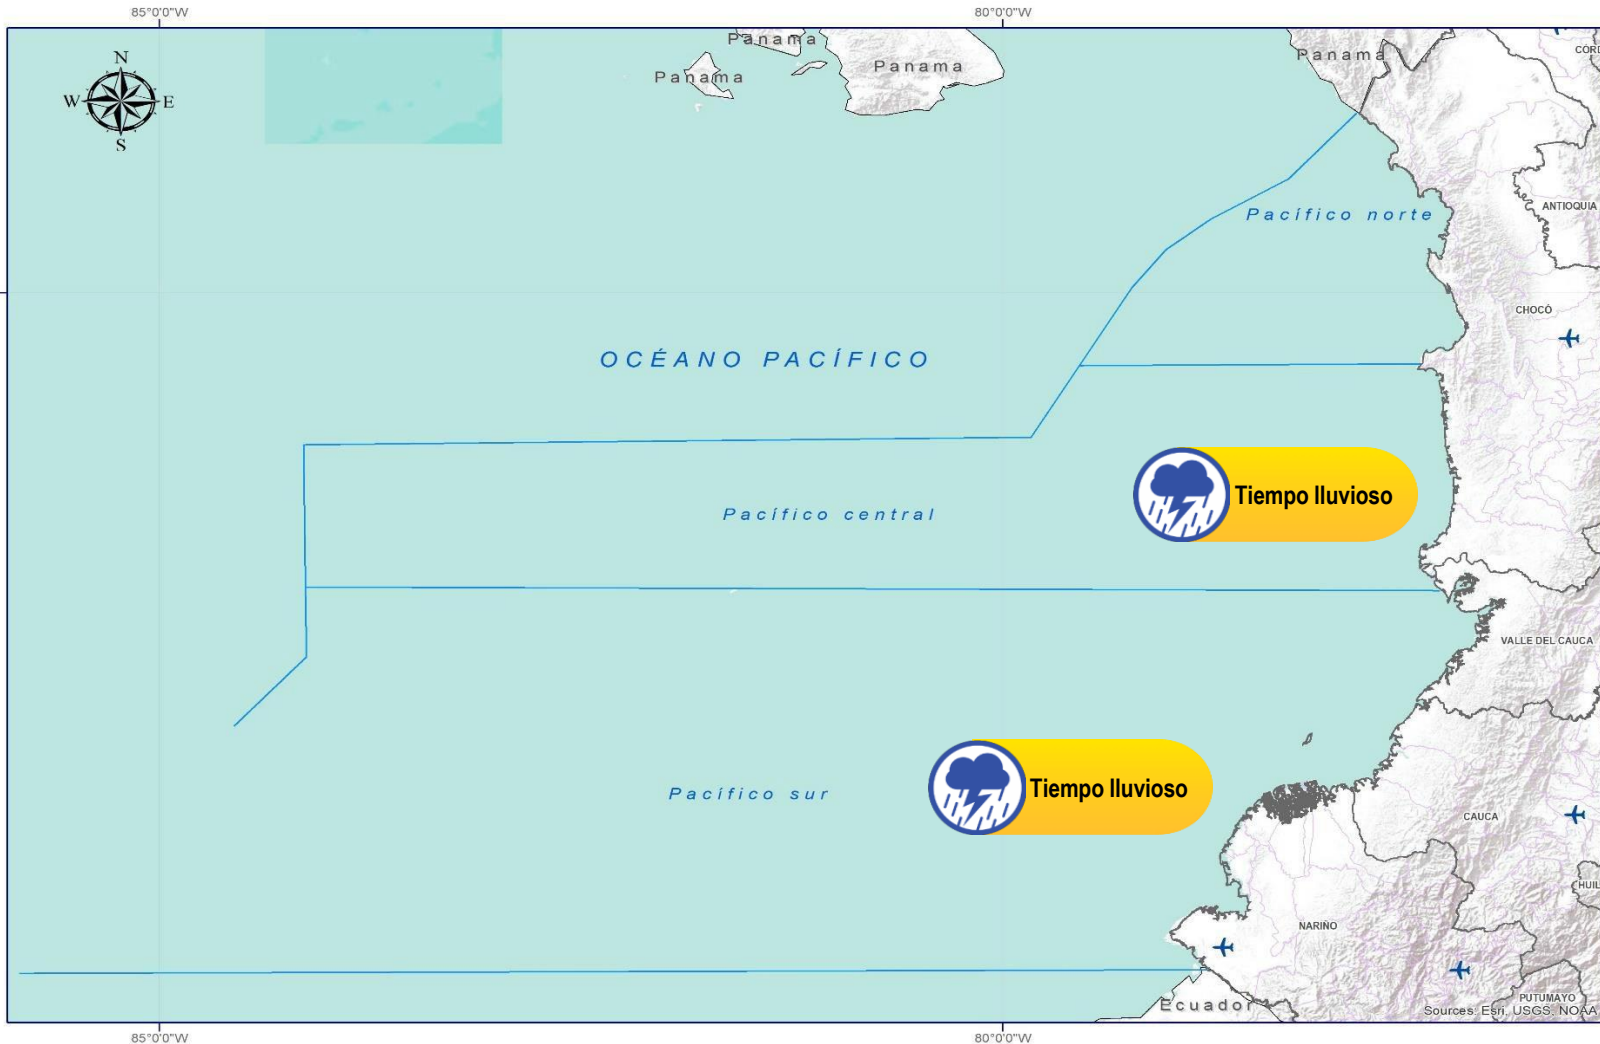 85°0'0"W
80°0'0"W
N
W
E
S
Panama
Panama
Panama
Panama
ANTIOQUIA
Pacífico norte
CHOCÓ
OCÉANO PACÍFICO
Tiempo lluvioso
Pacífico central
VALLE DEL CAUCA
Tiempo lluvioso
Pacífico sur
CAUCA
HUIL
NARIÑO
PUTUMAYO
Ecuador
Sources: Esri, USGS, NOAA
85°0'0"W
80°0'0"W